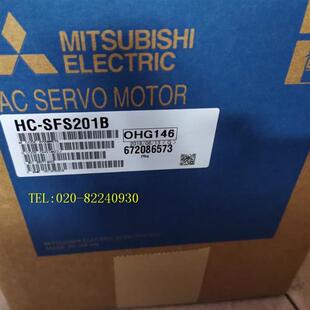 MITSUBISHI
ELECTRIC
AC SERVO MOTOR
HC-SFS201B
OHG146
672086573
TEL:020-82240930